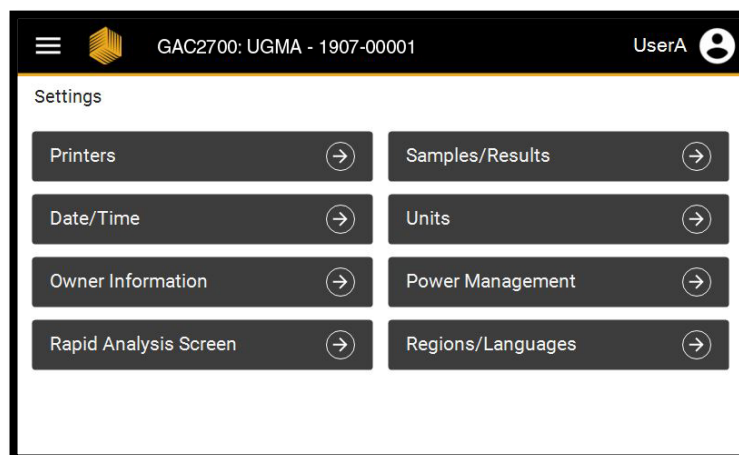 GAC2700: UGMA - 1907-00001
UserA
Settings
Printers
Samples/Results
Date/Time
Units
Owner Information
Power Management
Rapid Analysis Screen
Regions/Languages